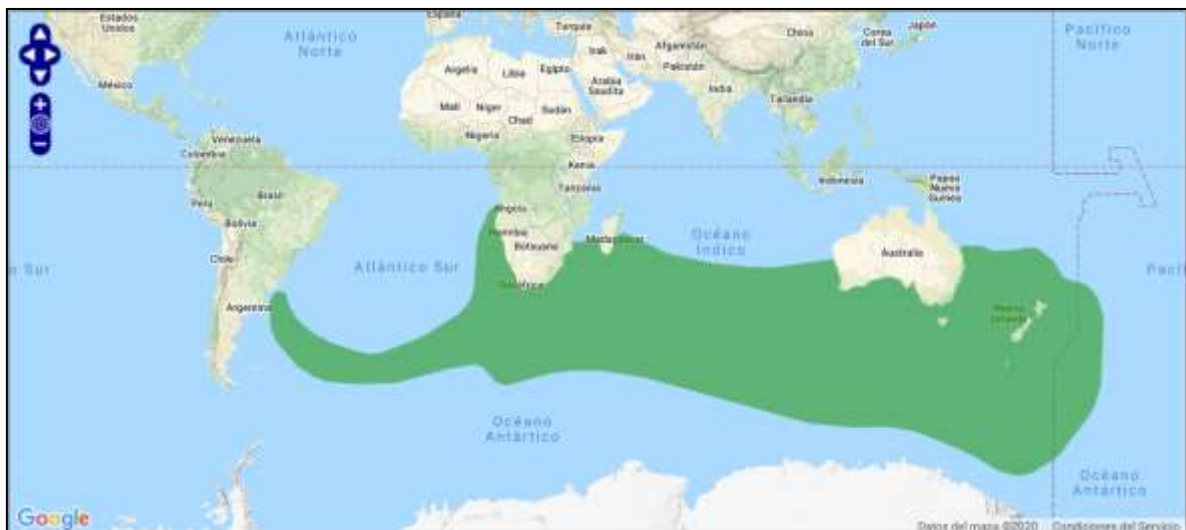 Estados
Unidos
México
Venezuela
Colombia
Perú
Brasil
Bolivia
Chile
Argentina
Atlántico
Norte
Atlántico Sur
España
Turquía
Irak
Irán
Afganistán
Pakistán
China
Corea
del Sur
Japón
Pacífico
Norte
Argelia
Libia
Egipto
Arabia
Saudita
India
Tailandia
Malí
Níger
Chad
Sudán
Nigeria
Etiopía
Kenia
Tanzania
Indonesia
Papúa
Nueva
Guinea
Angola
Namibia
Botsuana
Madagascar
Sudáfrica
Océano
Índico
Australia
Nueva
Zelanda
o Sur
Pacífi
Océano
Antártico
Océano
Antártico
Google
Datos del mapa ©2020 Condiciones del Servicio